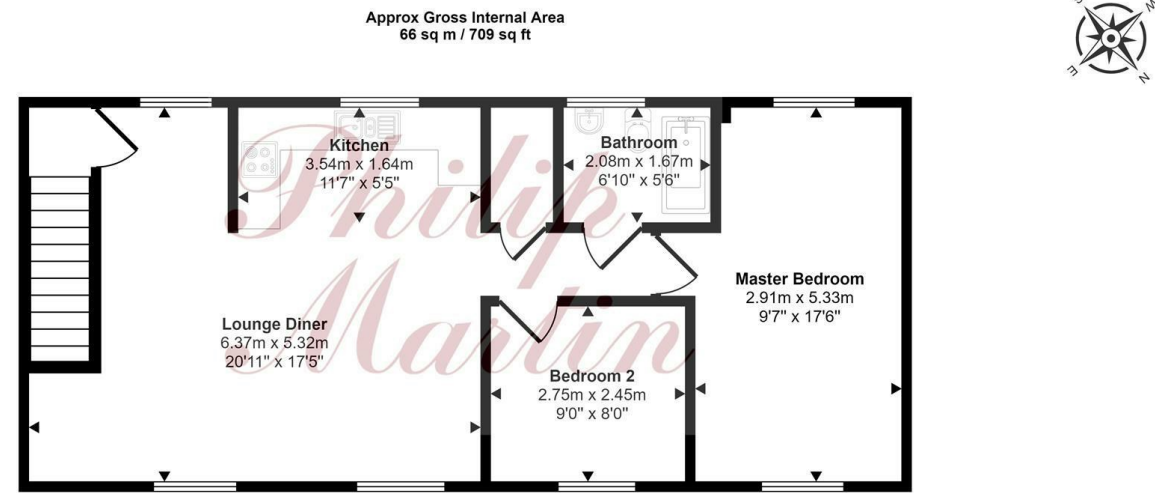 Approx Gross Internal Area
66 sq m / 709 sq ft
N
E
Kitchen
3.54m x 1.64m
11'7" x 5'5"
Bathroom
2.08m x 1.67m
6'10" x 5'6"
Master Bedroom
2.91m x 5.33m
9'7" x 17'6"
Lounge Diner
6.37m x 5.32m
20'11" x 17'5"
Bedroom 2
2.75m x 2.45m
9'0" x 8'0"
Philip
Martin